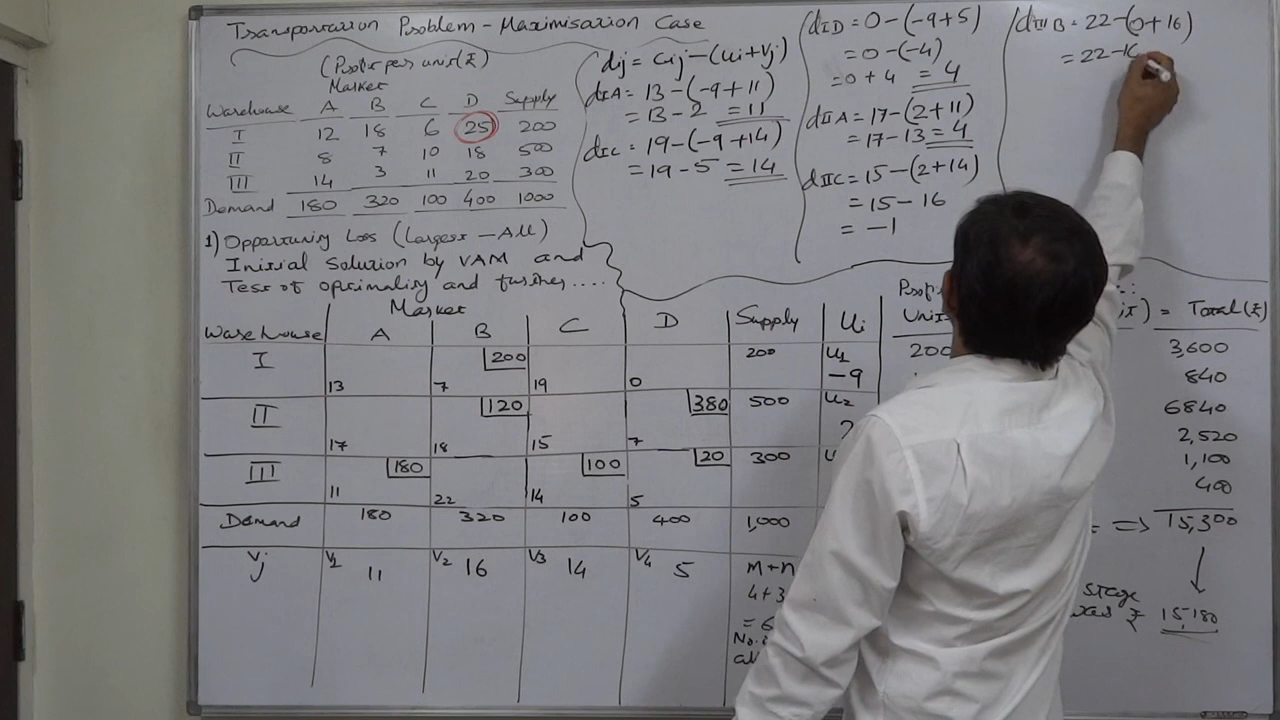 Transportation Problem – Maximisation Case
(Profit per unit (₹)
Market
Warehouse A B C D Supply
I 12 18 6 25 200
II 8 7 10 18 500
III 14 3 11 20 300
Demand 180 320 100 400 1000
1) Opportunity Loss (Largest – All)
Initial Solution by VAM and
Test of optimality and further....
dij = Cij – (ui + vj)
dIA = 13 – (-9 + 11)
= 13 – 2 = 11
dIC = 19 – (-9 + 14)
= 19 – 5 = 14
dID = 0 – (-9 + 5)
= 0 – (-4)
= 0 + 4 = 4
dIIA = 17 – (2 + 11)
= 17 – 13 = 4
dIIC = 15 – (2 + 14)
= 15 – 16
= – 1
dIIIB = 22 – (0 + 16)
= 22 – 16
Market
Warehouse A B C D Supply Ui
I 200 200 U1
13 7 19 0 -9
II 120 380 500 U2
17 18 15 7 2
III 180 100 20 300
11 22 14 5
Demand 180 320 100 400 1,000
Vj V1 11 V2 16 V3 14 V4 5
m + n
4 + 3
= 6
200
= Total (₹)
3,600
840
6840
2,520
1,100
400
= => 15,300
stage
₹ 15,180